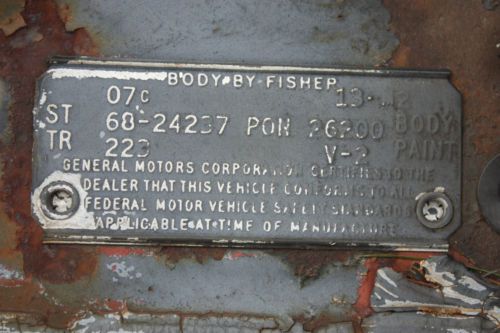 BODY BY FISHER
07C
ST 68-24237 PON 26200 BODY
TR 223 V-2 PAINT
GENERAL MOTORS CORPORATION CERTIFIES TO THE
DEALER THAT THIS VEHICLE CONFORMS TO ALL
FEDERAL MOTOR VEHICLE SAFETY STANDARDS
APPLICABLE AT TIME OF MANUFACTURE